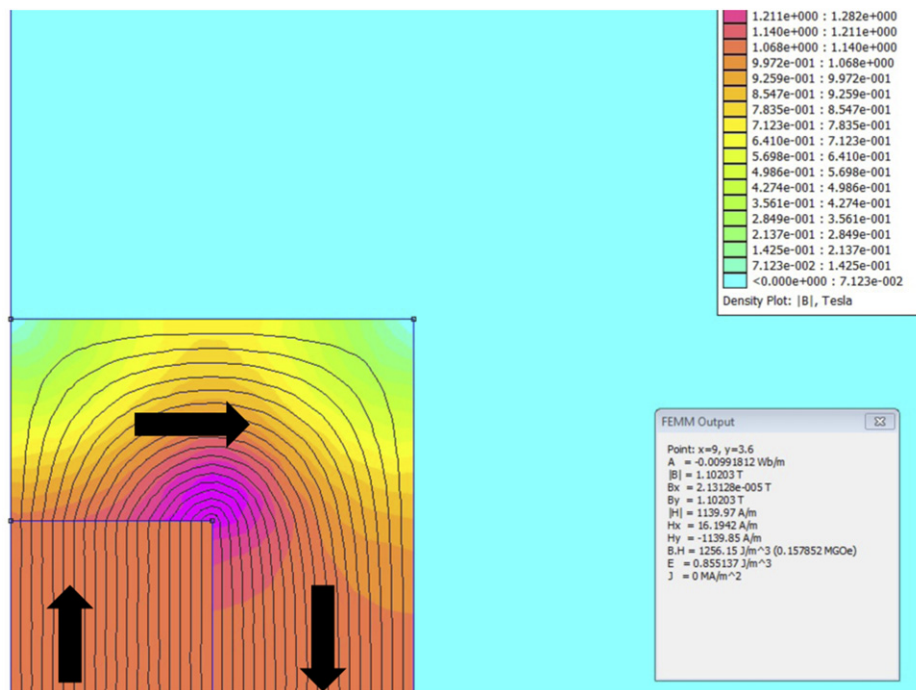 1.211e+000 : 1.282e+000
1.140e+000 : 1.211e+000
1.068e+000 : 1.140e+000
9.972e-001 : 1.068e+000
9.259e-001 : 9.972e-001
8.547e-001 : 9.259e-001
7.835e-001 : 8.547e-001
7.123e-001 : 7.835e-001
6.410e-001 : 7.123e-001
5.698e-001 : 6.410e-001
4.986e-001 : 5.698e-001
4.274e-001 : 4.986e-001
3.561e-001 : 4.274e-001
2.849e-001 : 3.561e-001
2.137e-001 : 2.849e-001
1.425e-001 : 2.137e-001
7.123e-002 : 1.425e-001
<0.000e+000 : 7.123e-002
Density Plot: |B|, Tesla
FEMM Output
Point: x=9, y=3.6
A = -0.00991812 Wb/m
|B| = 1.10203 T
Bx = 2.13128e-005 T
By = 1.10203 T
|H| = 1139.97 A/m
Hx = 16.1942 A/m
Hy = -1139.85 A/m
B.H = 1256.15 J/m^3 (0.157852 MGOe)
E = 0.855137 J/m^3
J = 0 MA/m^2